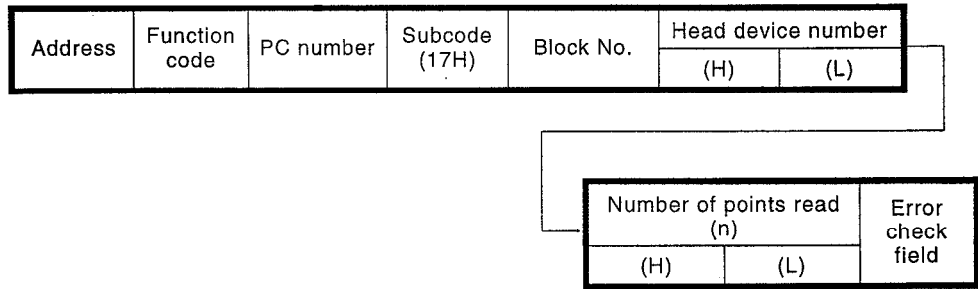 Address
Function
code
PC number
Subcode
(17H)
Block No.
Head device number
(H)
(L)
Number of points read
(n)
(H)
(L)
Error
check
field